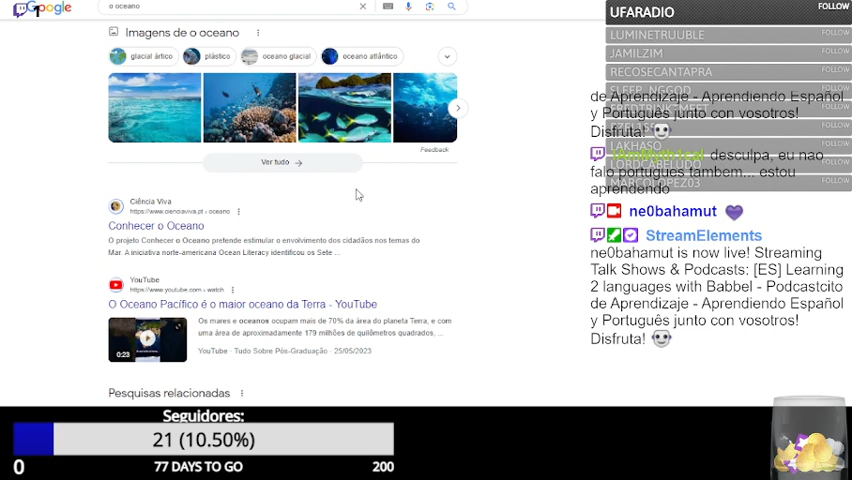 Google
o oceano
Imagens de o oceano
glacial ártico
plástico
oceano glacial
oceano atlântico
Feedback
Ver tudo
Ciência Viva
https://www.cienciaviva.pt › oceano
Conhecer o Oceano
O projeto Conhecer o Oceano pretende estimular o envolvimento dos cidadãos nos temas do
Mar. A iniciativa norte-americana Ocean Literacy identificou os Sete ...
YouTube
https://www.youtube.com › watch
O Oceano Pacífico é o maior oceano da Terra - YouTube
0:23
Os mares e oceanos ocupam mais de 70% da área do planeta Terra, e com
uma área de aproximadamente 179 milhões de quilômetros quadrados, ...
YouTube · Tudo Sobre Pós-Graduação · 25/05/2023
Pesquisas relacionadas
UFARADIO FOLLOW
LUMINETRUUBLE FOLLOW
JAMILZIM FOLLOW
RECOSECANTAPRA FOLLOW
SLEEP_NGGOD FOLLOW
de Aprendizaje - Aprendiendo Español
FOLLOW
y Português junto con vosotros!
Disfruta!
FOLLOW
LAKHASO FOLLOW
IAmMyth1cal desculpa, eu nao
LORDCABELUDO FOLLOW
falo portugues tambem... estou
MARCOLOPEZ03 FOLLOW
aprendendo
ne0bahamut
StreamElements
ne0bahamut is now live! Streaming
Talk Shows & Podcasts: [ES] Learning
2 languages with Babbel - Podcastcito
de Aprendizaje - Aprendiendo Español
y Português junto con vosotros!
Disfruta!
Seguidores:
21 (10.50%)
0
77 DAYS TO GO
200